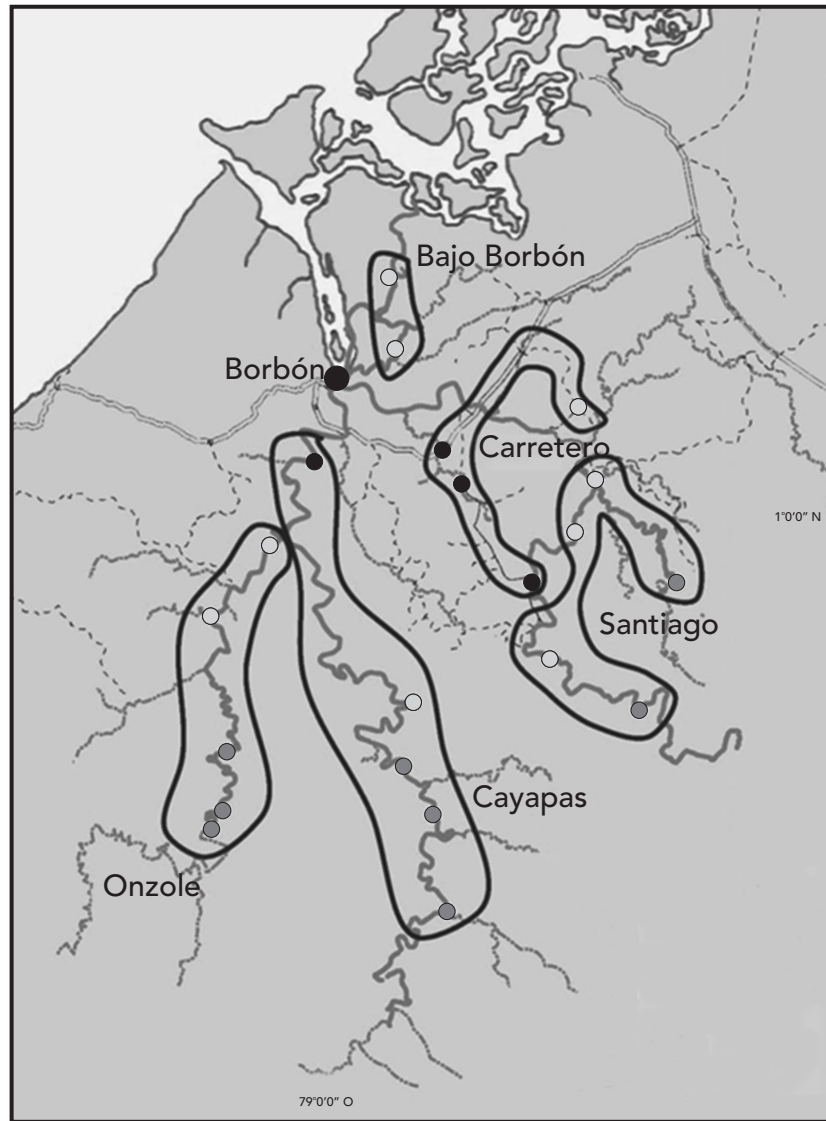 Bajo Borbón
Borbón
Carretero
1°0'0" N
Santiago
Cayapas
Onzole
79°0'0" O